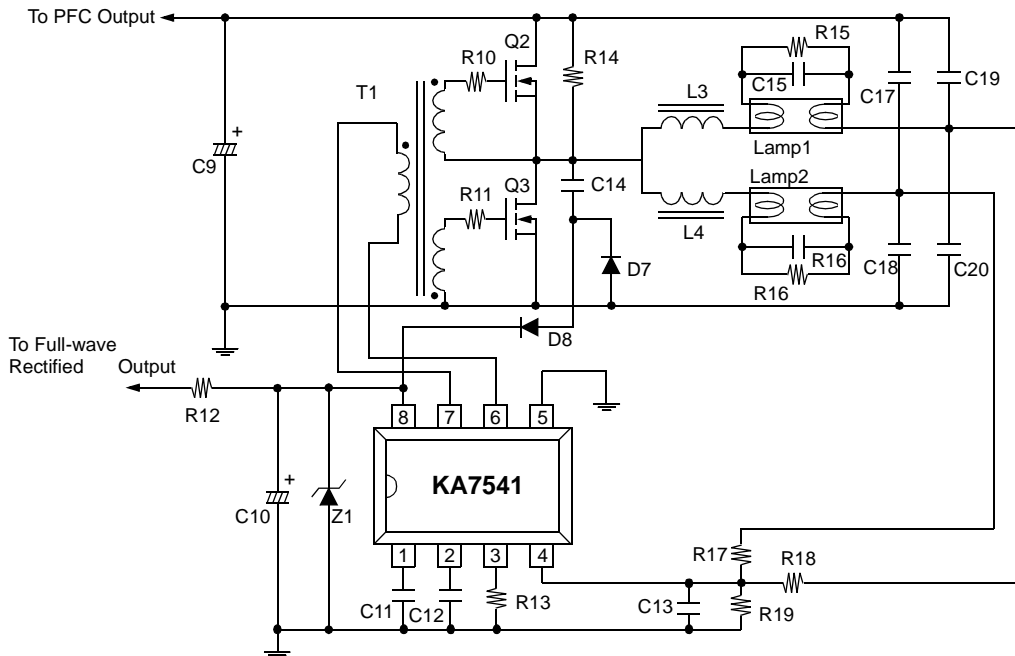 To PFC Output
Q2
R10
R14
R15
C15
C17
C19
T1
L3
Lamp1
+
C9
Q3
R11
C14
Lamp2
L4
D7
R16
R16
C18
C20
D8
To Full-wave
Rectified Output
R12
8 7 6 5
KA7541
+
C10
Z1
1 2 3 4
R17
R18
C11
C12
R13
C13
R19